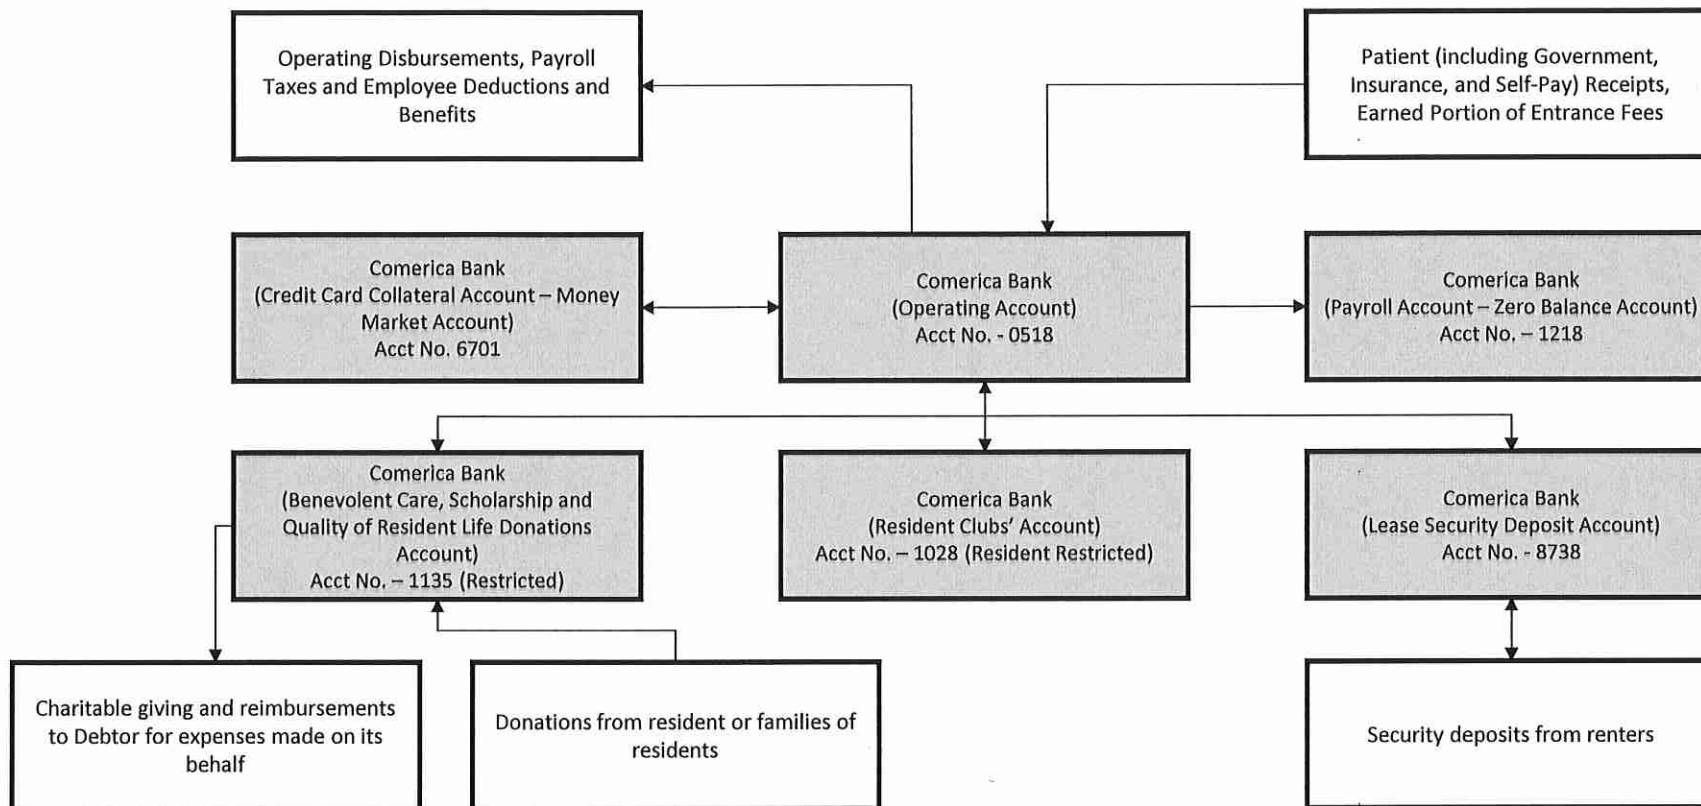 Operating Disbursements, Payroll
Taxes and Employee Deductions and
Benefits
Patient (including Government,
Insurance, and Self-Pay) Receipts,
Earned Portion of Entrance Fees
Comerica Bank
(Credit Card Collateral Account – Money
Market Account)
Acct No. 6701
Comerica Bank
(Operating Account)
Acct No. - 0518
Comerica Bank
(Payroll Account – Zero Balance Account)
Acct No. – 1218
Comerica Bank
(Benevolent Care, Scholarship and
Quality of Resident Life Donations
Account)
Acct No. – 1135 (Restricted)
Comerica Bank
(Resident Clubs' Account)
Acct No. – 1028 (Resident Restricted)
Comerica Bank
(Lease Security Deposit Account)
Acct No. - 8738
Charitable giving and reimbursements
to Debtor for expenses made on its
behalf
Donations from resident or families of
residents
Security deposits from renters